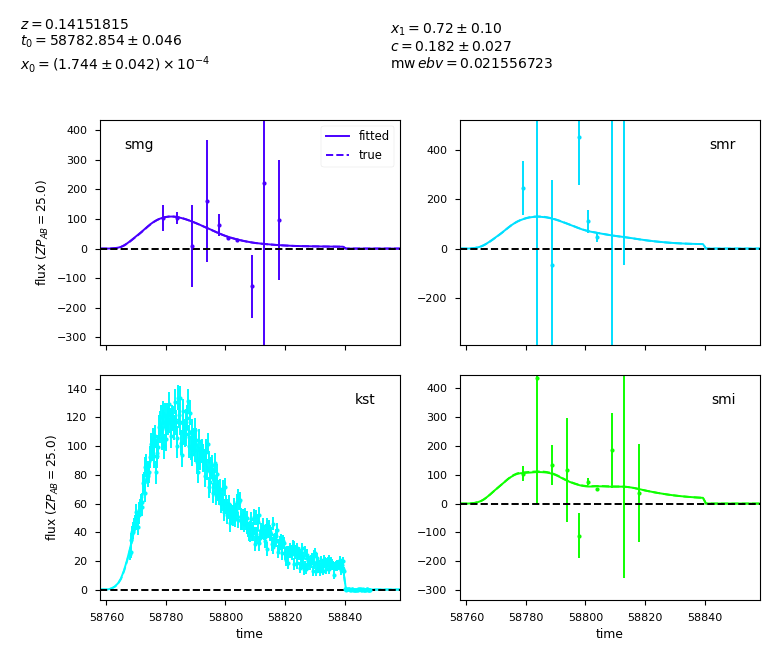 z = 0.14151815
t₀ = 58782.854 ± 0.046
x₀ = (1.744 ± 0.042) × 10⁻⁴
x₁ = 0.72 ± 0.10
c = 0.182 ± 0.027
mw ebv = 0.021556723
smg
fitted
true
400
300
200
100
0
−100
−200
−300
flux (ZP_AB = 25.0)
smr
400
200
0
−200
kst
140
120
100
80
60
40
20
0
flux (ZP_AB = 25.0)
58760 58780 58800 58820 58840
time
smi
400
300
200
100
0
−100
−200
−300
58760 58780 58800 58820 58840
time